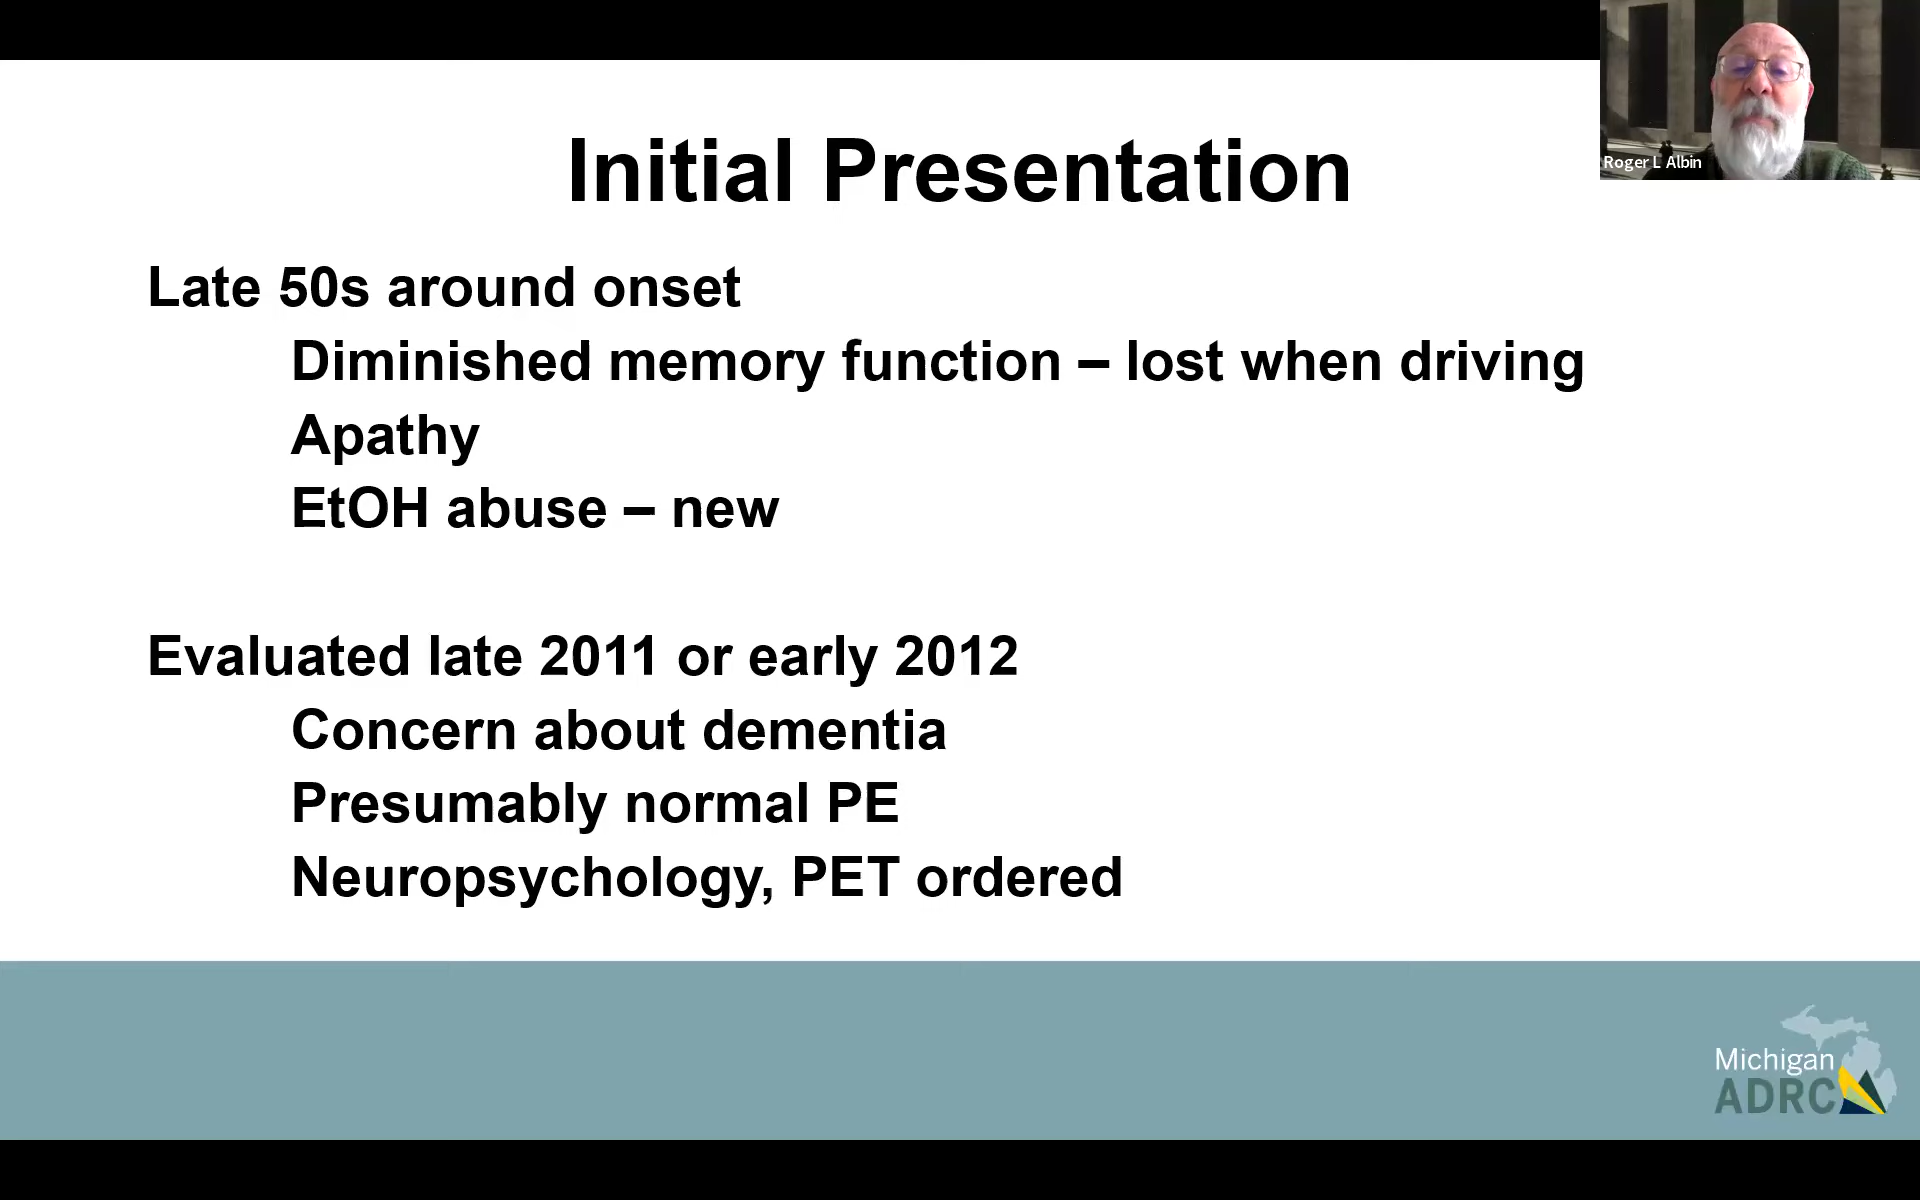 Roger L Albin
Initial Presentation
Late 50s around onset
Diminished memory function – lost when driving
Apathy
EtOH abuse – new
Evaluated late 2011 or early 2012
Concern about dementia
Presumably normal PE
Neuropsychology, PET ordered
Michigan
ADRC